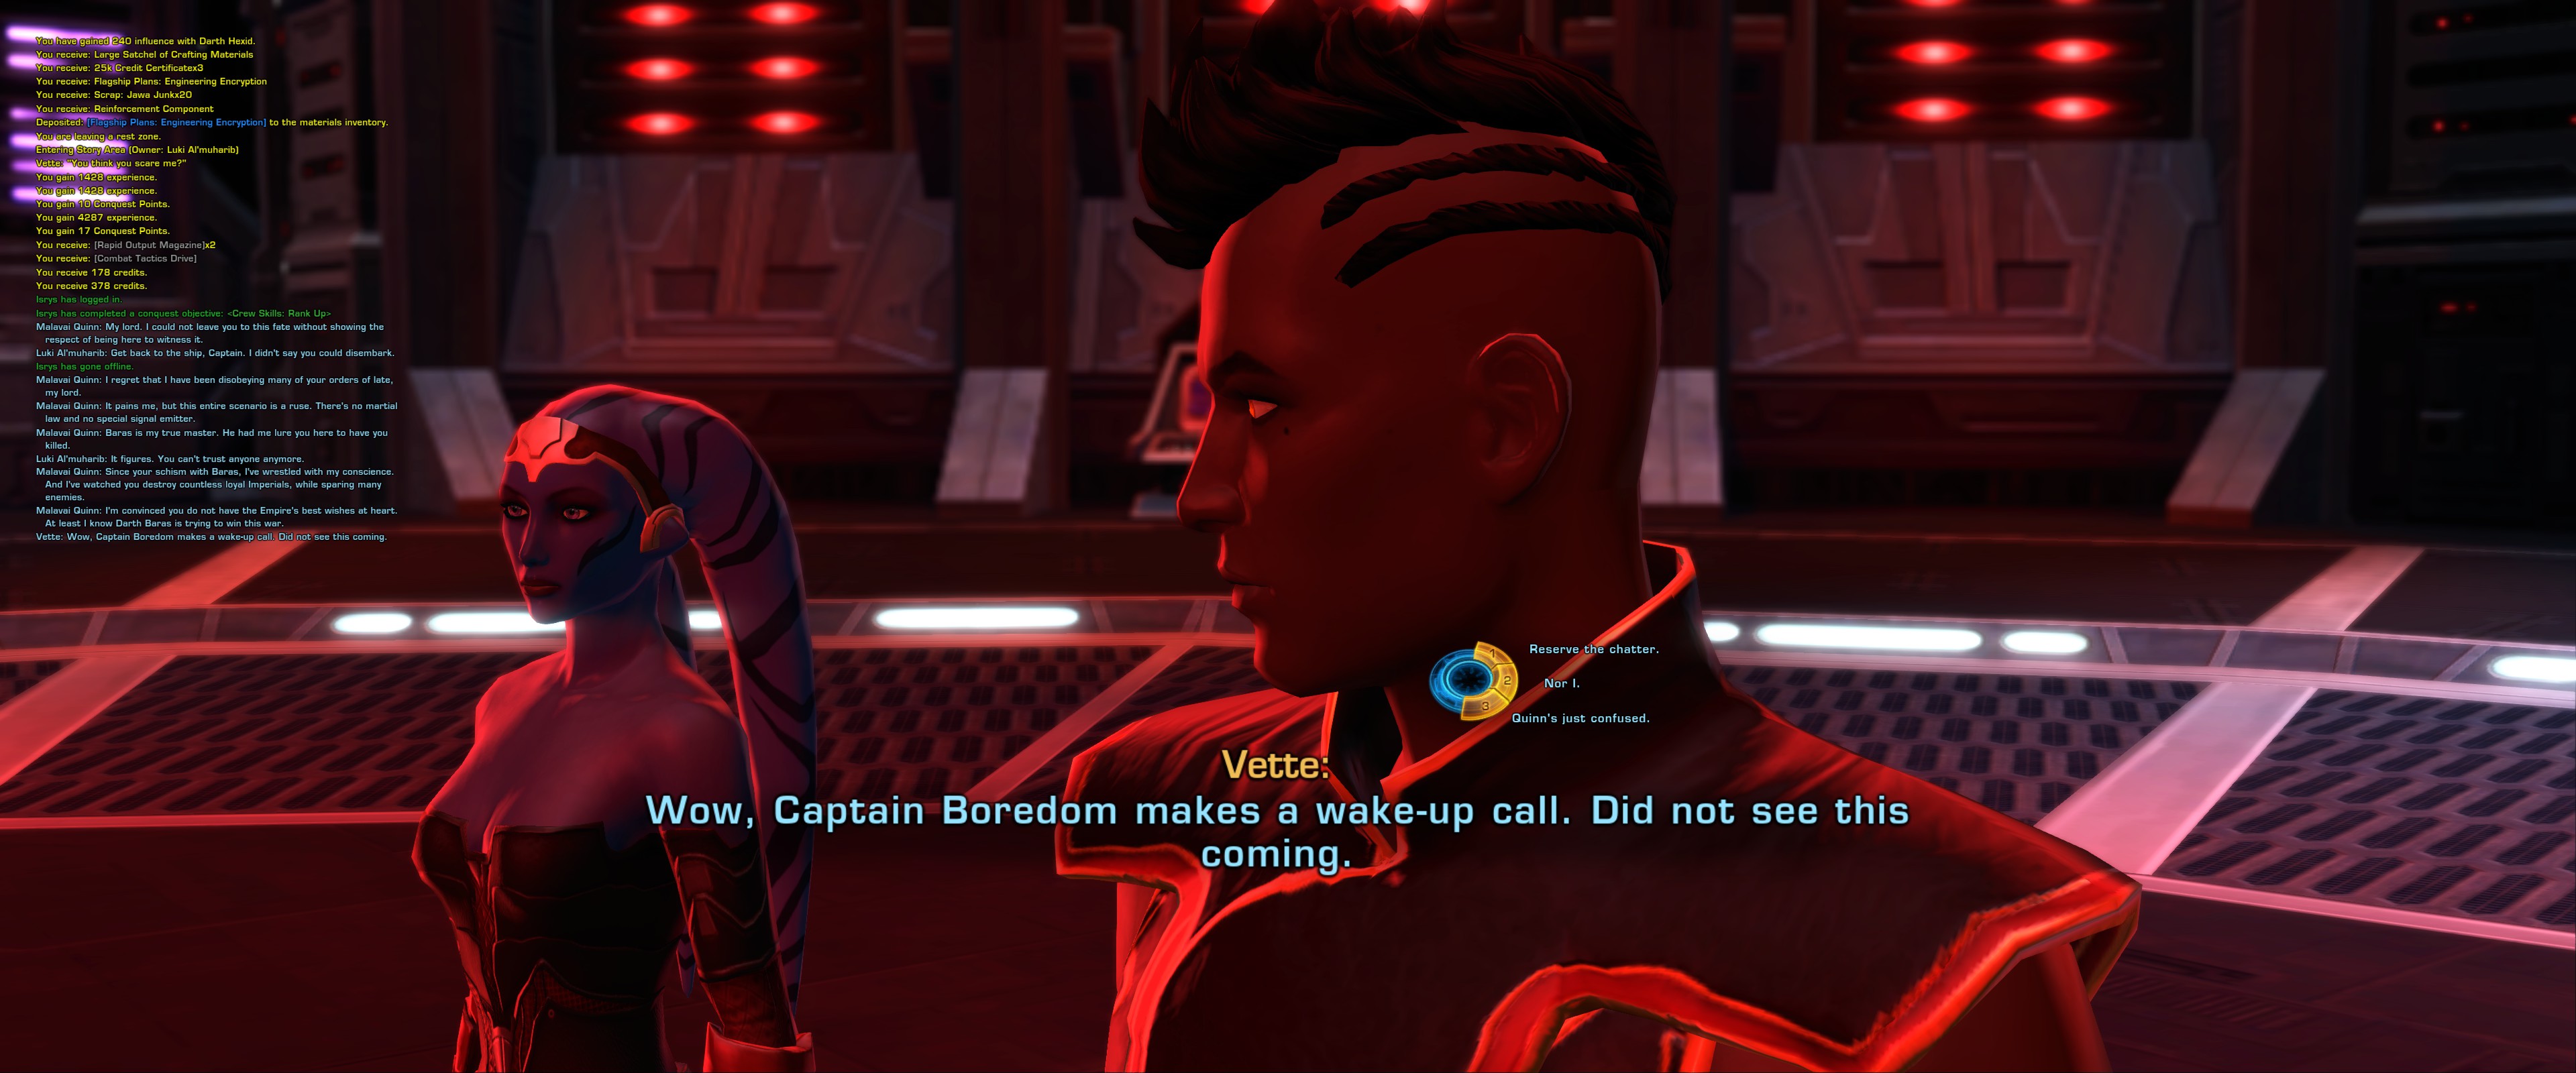 You have gained 240 influence with Darth Hexid.
You receive: Large Satchel of Crafting Materials
You receive: 25k Credit Certificatex3
You receive: Flagship Plans: Engineering Encryption
You receive: Scrap: Jawa Junkx20
You receive: Reinforcement Component
Deposited: [Flagship Plans: Engineering Encryption] to the materials inventory.
You are leaving a rest zone.
Entering Story Area (Owner: Luki Al'muharib)
Vette: "You think you scare me?"
You gain 1428 experience.
You gain 1428 experience.
You gain 10 Conquest Points.
You gain 4287 experience.
You gain 17 Conquest Points.
You receive: [Rapid Output Magazine]x2
You receive: [Combat Tactics Drive]
You receive 178 credits.
You receive 378 credits.
Isrys has logged in.
Isrys has completed a conquest objective: <Crew Skills: Rank Up>
Malavai Quinn: My lord. I could not leave you to this fate without showing the
respect of being here to witness it.
Luki Al'muharib: Get back to the ship, Captain. I didn't say you could disembark.
Isrys has gone offline.
Malavai Quinn: I regret that I have been disobeying many of your orders of late,
my lord.
Malavai Quinn: It pains me, but this entire scenario is a ruse. There's no martial
law and no special signal emitter.
Malavai Quinn: Baras is my true master. He had me lure you here to have you
killed.
Luki Al'muharib: It figures. You can't trust anyone anymore.
Malavai Quinn: Since your schism with Baras, I've wrestled with my conscience.
And I've watched you destroy countless loyal Imperials, while sparing many
enemies.
Malavai Quinn: I'm convinced you do not have the Empire's best wishes at heart.
At least I know Darth Baras is trying to win this war.
Vette: Wow, Captain Boredom makes a wake-up call. Did not see this coming.
1 Reserve the chatter.
2 Nor I.
3 Quinn's just confused.
Vette:
Wow, Captain Boredom makes a wake-up call. Did not see this
coming.